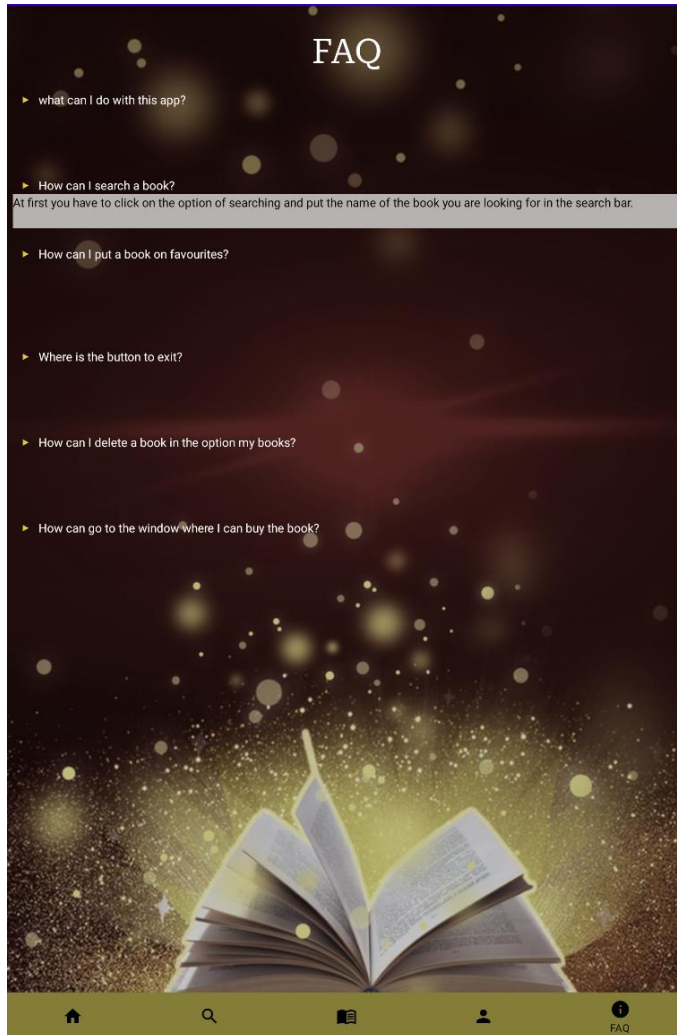 FAQ
what can I do with this app?
How can I search a book?
At first you have to click on the option of searching and put the name of the book you are looking for in the search bar.
How can I put a book on favourites?
Where is the button to exit?
How can I delete a book in the option my books?
How can go to the window where I can buy the book?
FAQ